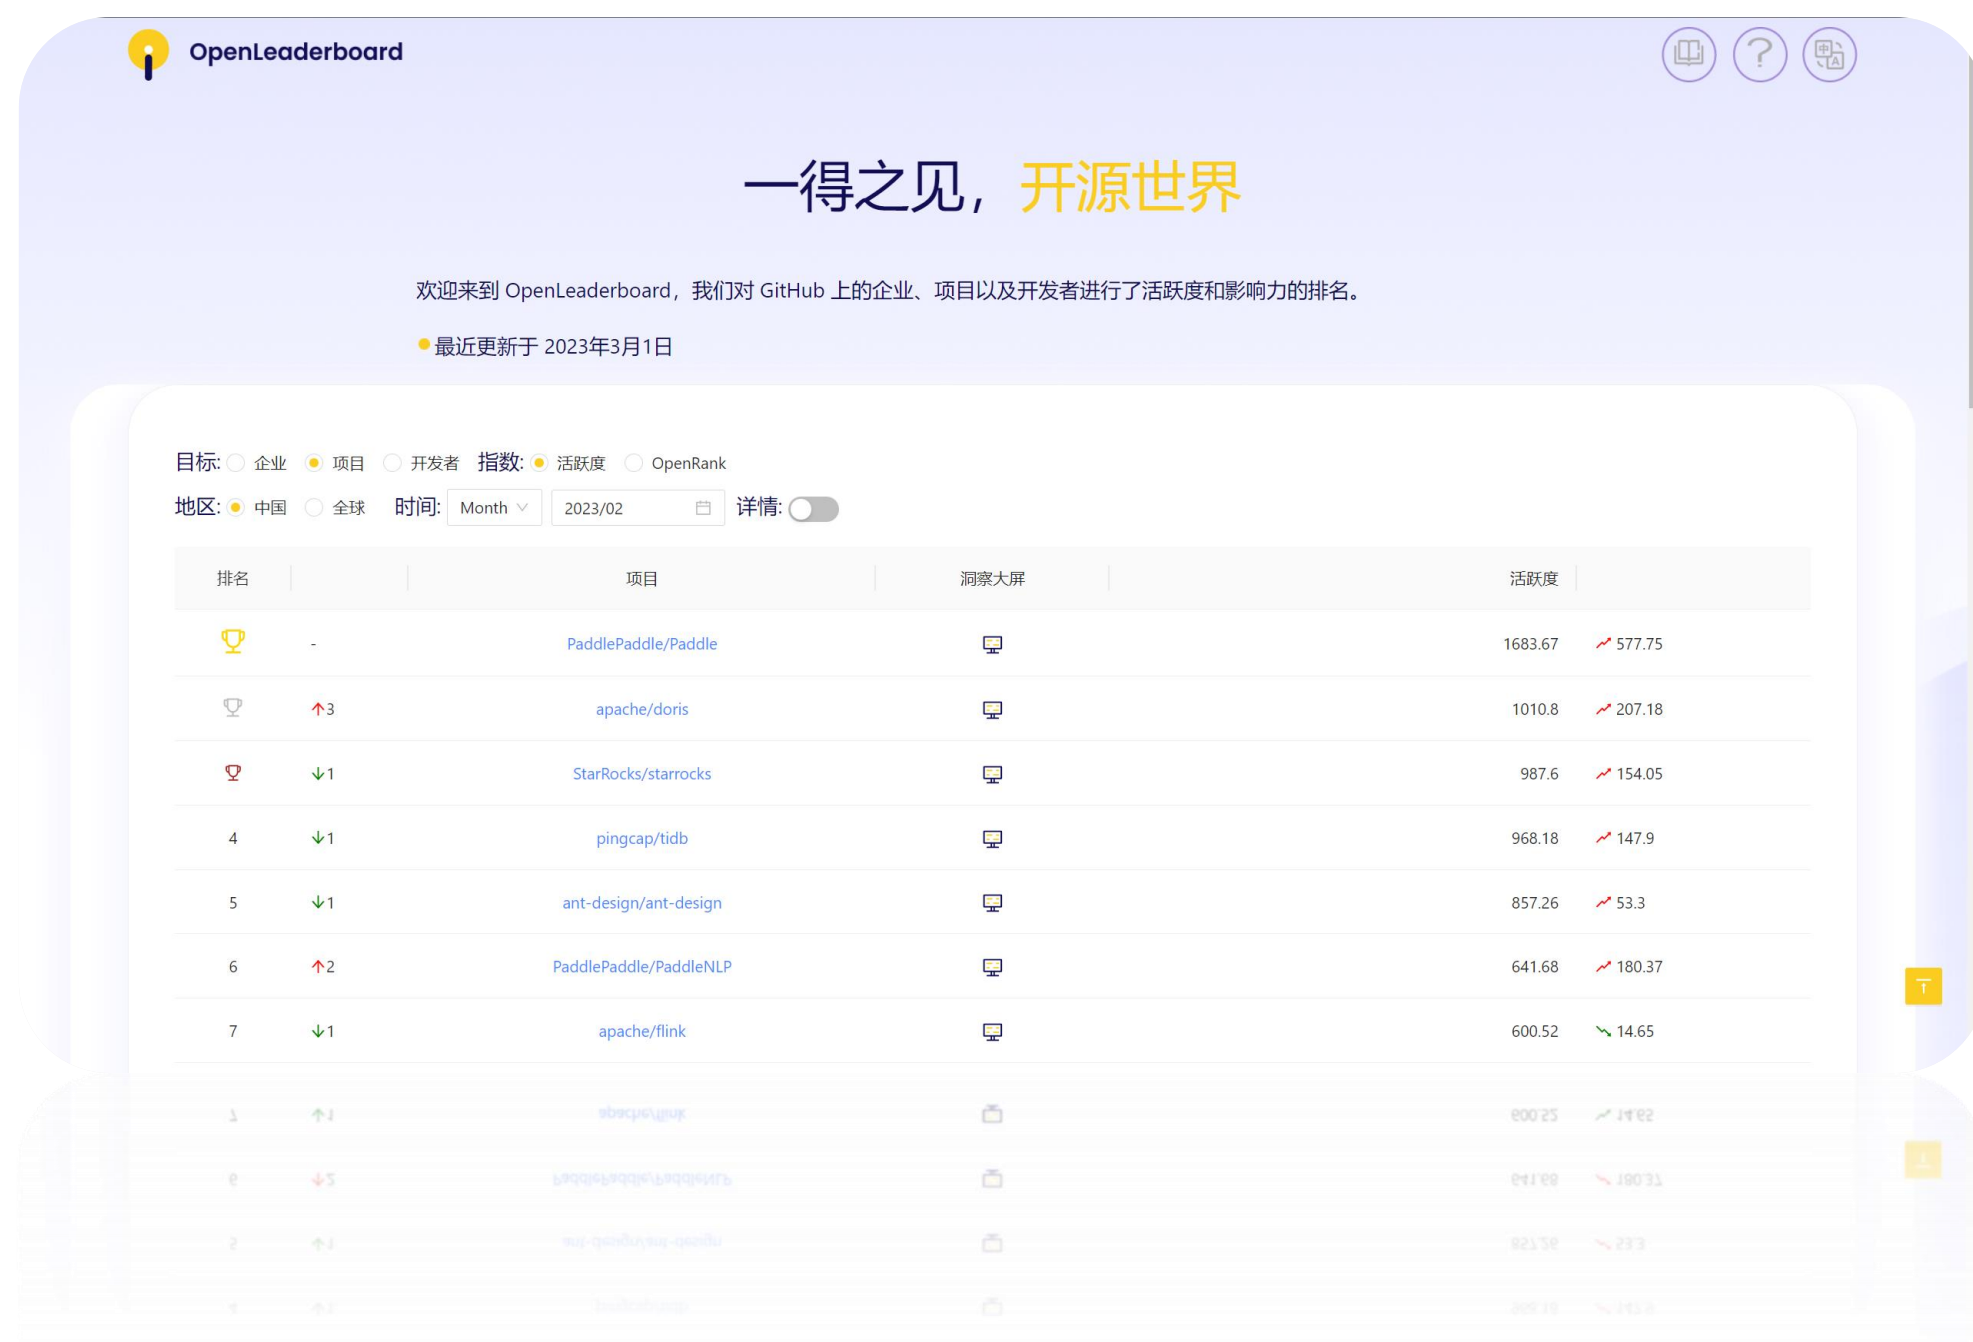 OpenLeaderboard
一得之见，开源世界
欢迎来到 OpenLeaderboard，我们对 GitHub 上的企业、项目以及开发者进行了活跃度和影响力的排名。
最近更新于 2023年3月1日
目标: 企业 项目 开发者 指数: 活跃度 OpenRank
地区: 中国 全球 时间: Month 2023/02 详情:
排名 项目 洞察大屏 活跃度
- PaddlePaddle/Paddle 1683.67 577.75
3 apache/doris 1010.8 207.18
1 StarRocks/starrocks 987.6 154.05
4 1 pingcap/tidb 968.18 147.9
5 1 ant-design/ant-design 857.26 53.3
6 2 PaddlePaddle/PaddleNLP 641.68 180.37
7 1 apache/flink 600.52 14.65